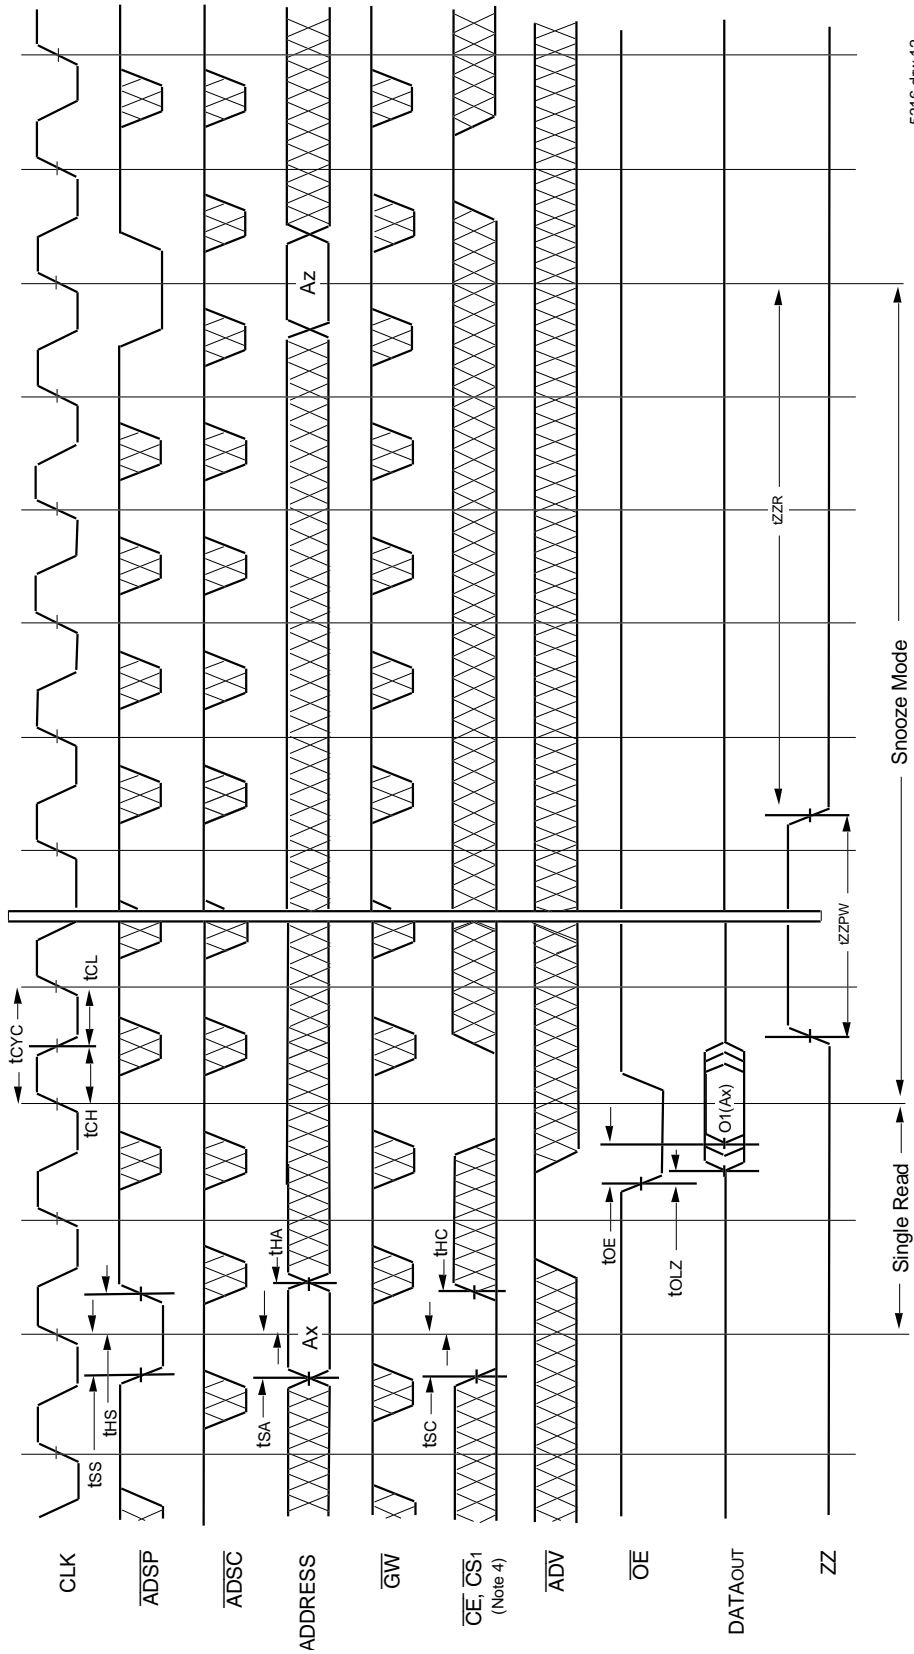 CLK
tCYC
tCH
tCL
tSS
tHS
ADSP
ADSC
ADDRESS
tSA
tHA
Ax
Az
GW
CE, CS1
(Note 4)
tSC
tHC
ADV
OE
tOE
tOLZ
DATAOUT
O1(Ax)
ZZ
tZZPW
tZZR
Single Read
Snooze Mode